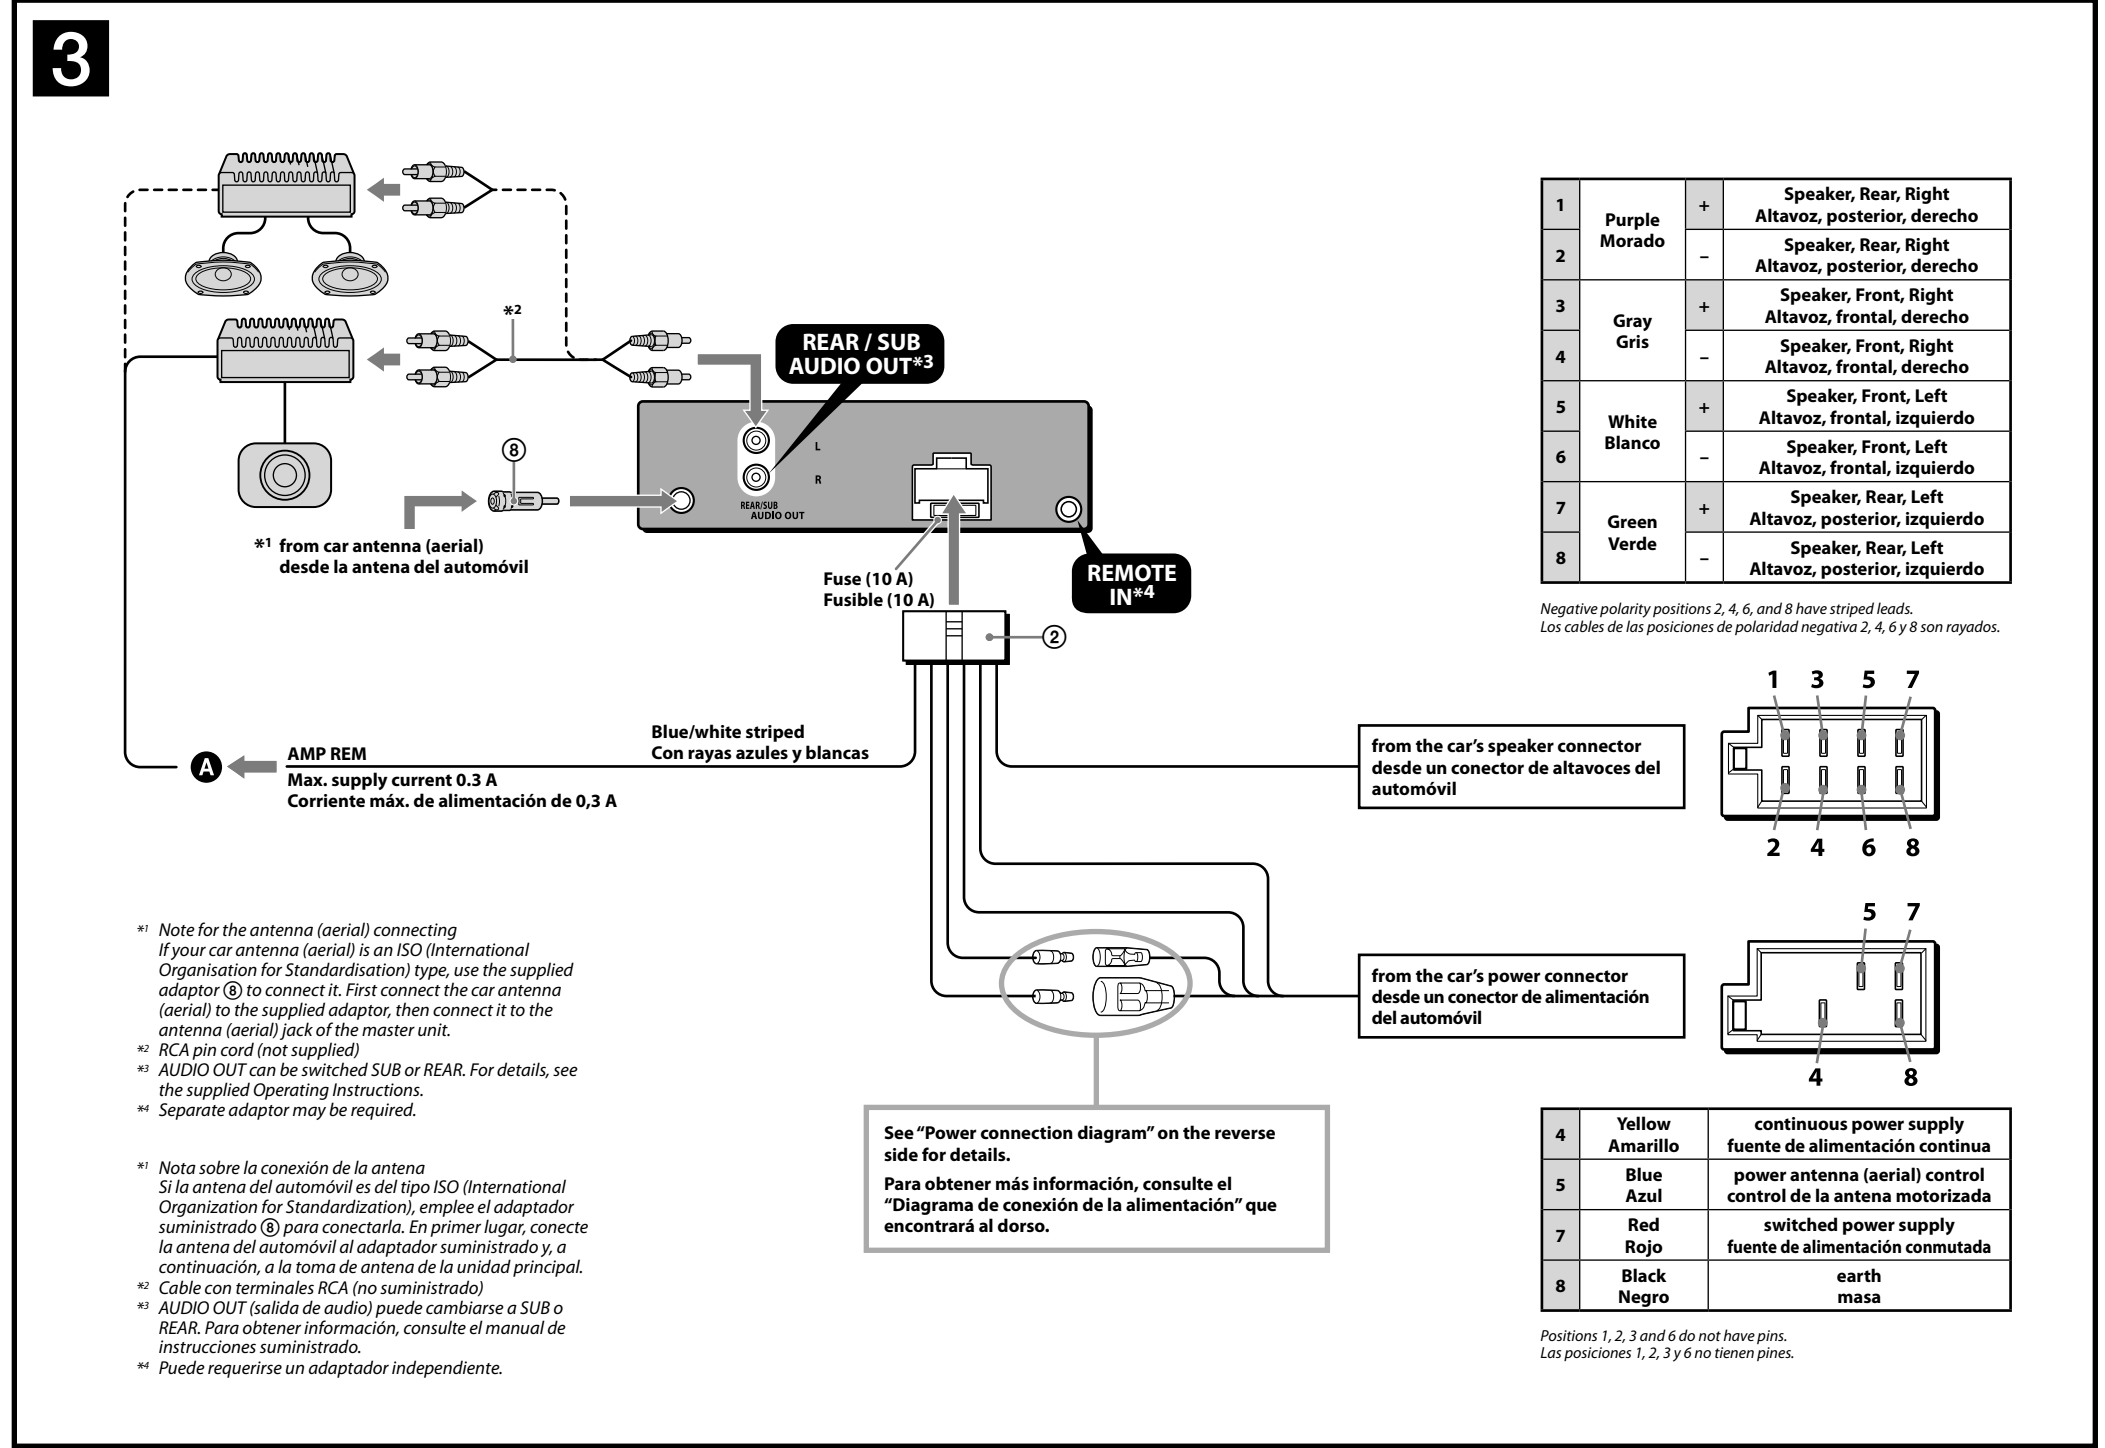 3
*2
REAR / SUB
AUDIO OUT*3
8
L
R
REAR/SUB
AUDIO OUT
*1 from car antenna (aerial)
desde la antena del automóvil
Fuse (10 A)
Fusible (10 A)
REMOTE
IN*4
2
Blue/white striped
Con rayas azules y blancas
A
AMP REM
Max. supply current 0.3 A
Corriente máx. de alimentación de 0,3 A
1 Purple Morado + Speaker, Rear, Right
Altavoz, posterior, derecho
2 – Speaker, Rear, Right
Altavoz, posterior, derecho
3 Gray Gris + Speaker, Front, Right
Altavoz, frontal, derecho
4 – Speaker, Front, Right
Altavoz, frontal, derecho
5 White Blanco + Speaker, Front, Left
Altavoz, frontal, izquierdo
6 – Speaker, Front, Left
Altavoz, frontal, izquierdo
7 Green Verde + Speaker, Rear, Left
Altavoz, posterior, izquierdo
8 – Speaker, Rear, Left
Altavoz, posterior, izquierdo
Negative polarity positions 2, 4, 6, and 8 have striped leads.
Los cables de las posiciones de polaridad negativa 2, 4, 6 y 8 son rayados.
1 3 5 7
from the car's speaker connector
desde un conector de altavoces del
automóvil
2 4 6 8
5 7
from the car's power connector
desde un conector de alimentación
del automóvil
4 8
*1 Note for the antenna (aerial) connecting
If your car antenna (aerial) is an ISO (International
Organisation for Standardisation) type, use the supplied
adaptor ⑧ to connect it. First connect the car antenna
(aerial) to the supplied adaptor, then connect it to the
antenna (aerial) jack of the master unit.
*2 RCA pin cord (not supplied)
*3 AUDIO OUT can be switched SUB or REAR. For details, see
the supplied Operating Instructions.
*4 Separate adaptor may be required.
*1 Nota sobre la conexión de la antena
Si la antena del automóvil es del tipo ISO (International
Organization for Standardization), emplee el adaptador
suministrado ⑧ para conectarla. En primer lugar, conecte
la antena del automóvil al adaptador suministrado y, a
continuación, a la toma de antena de la unidad principal.
*2 Cable con terminales RCA (no suministrado)
*3 AUDIO OUT (salida de audio) puede cambiarse a SUB o
REAR. Para obtener información, consulte el manual de
instrucciones suministrado.
*4 Puede requerirse un adaptador independiente.
See “Power connection diagram” on the reverse
side for details.
Para obtener más información, consulte el
“Diagrama de conexión de la alimentación” que
encontrará al dorso.
4 Yellow continuous power supply
Amarillo fuente de alimentación continua
5 Blue power antenna (aerial) control
Azul control de la antena motorizada
7 Red switched power supply
Rojo fuente de alimentación conmutada
8 Black earth
Negro masa
Positions 1, 2, 3 and 6 do not have pins.
Las posiciones 1, 2, 3 y 6 no tienen pines.